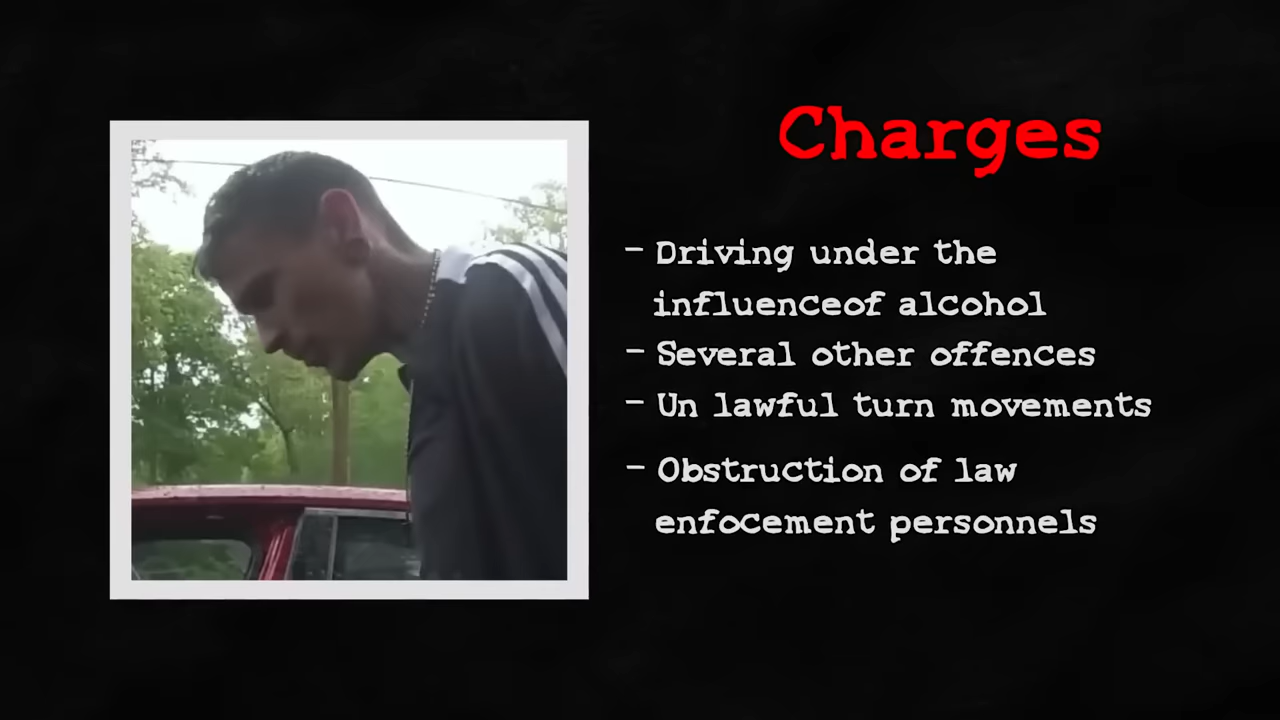 Charges
- Driving under the
influenceof alcohol
- Several other offences
- Un lawful turn movements
- Obstruction of law
enfocement personnels